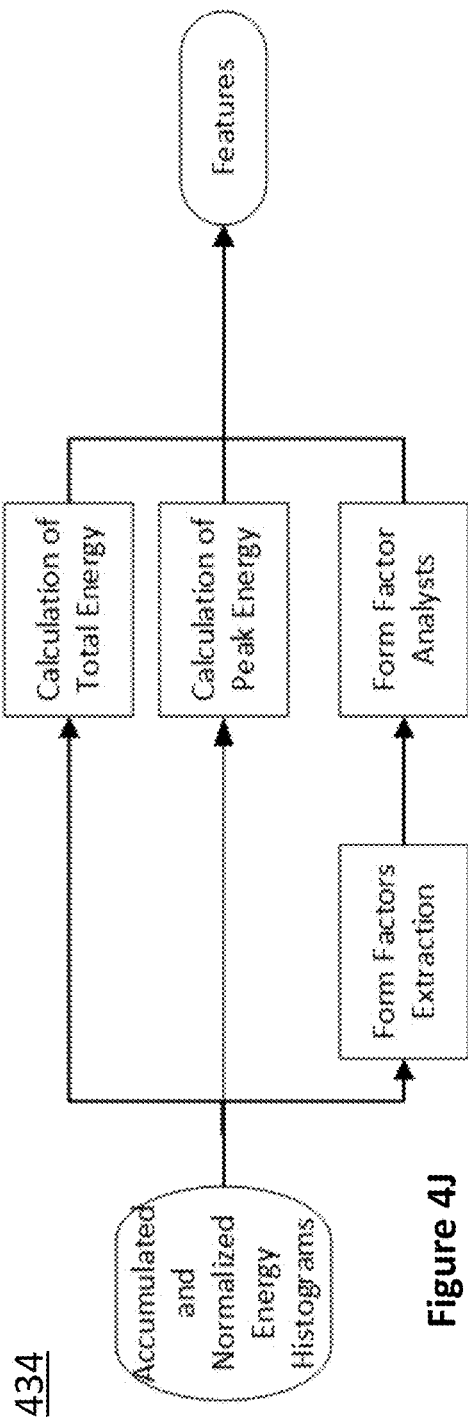 434
Accumulated
and
Normalized
Energy
Histograms
Calculation of
Total Energy
Calculation of
Peak Energy
Form Factors
Extraction
Form Factor
Analysts
Features
Figure 4J